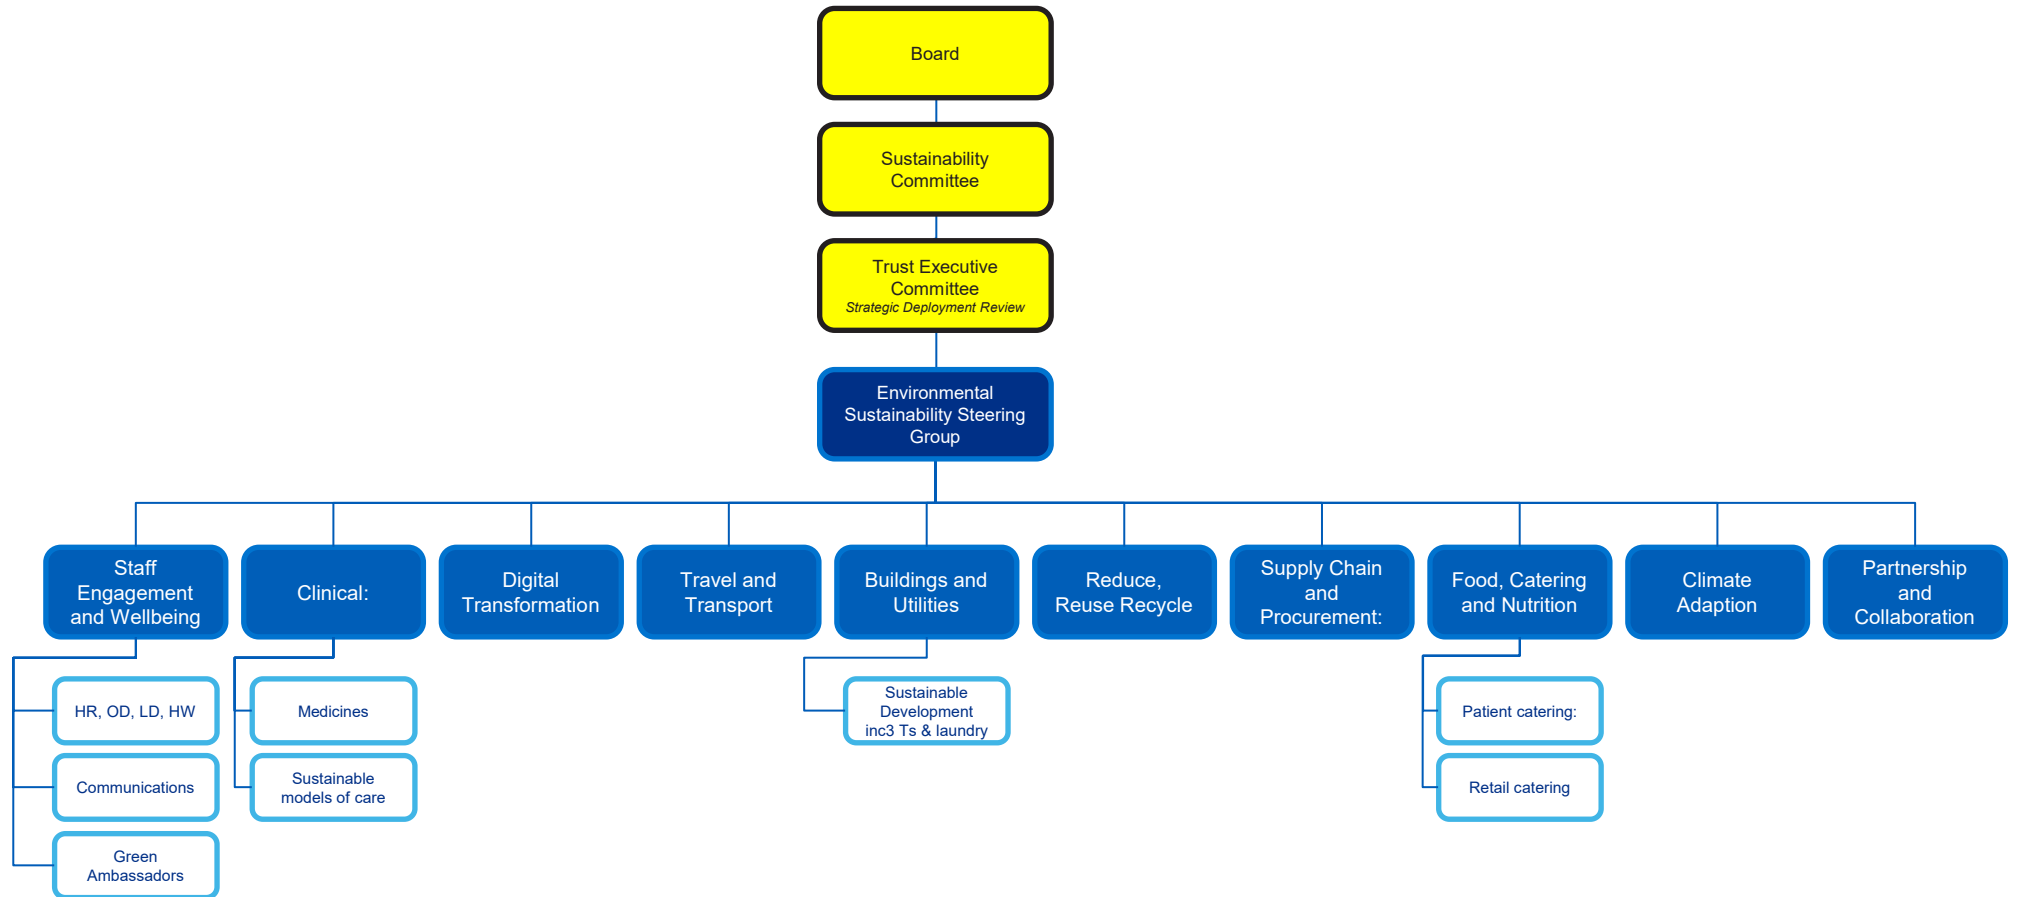 Board
Sustainability
Committee
Trust Executive
Committee
Strategic Deployment Review
Environmental
Sustainability Steering
Group
Staff
Engagement
and Wellbeing
Clinical:
Digital
Transformation
Travel and
Transport
Buildings and
Utilities
Reduce,
Reuse Recycle
Supply Chain
and
Procurement:
Food, Catering
and Nutrition
Climate
Adaption
Partnership
and
Collaboration
HR, OD, LD, HW
Communications
Green
Ambassadors
Medicines
Sustainable
models of care
Sustainable
Development
inc3 Ts & laundry
Patient catering:
Retail catering